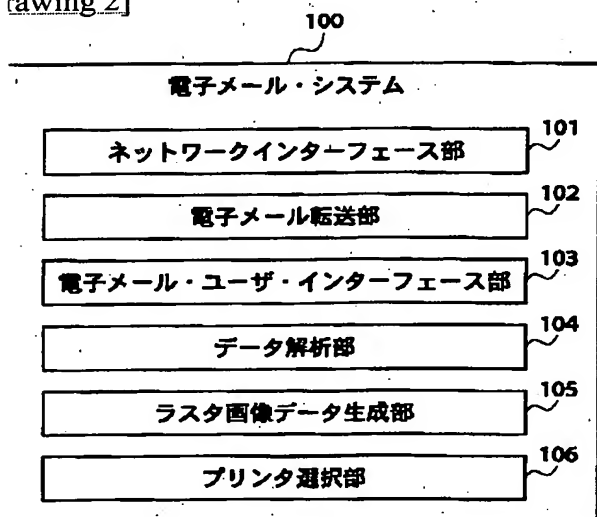 rawing 2]
100
電子メール・システム
ネットワークインターフェース部 101
電子メール転送部 102
電子メール・ユーザ・インターフェース部 103
データ解析部 104
ラスタ画像データ生成部 105
プリンタ選択部 106